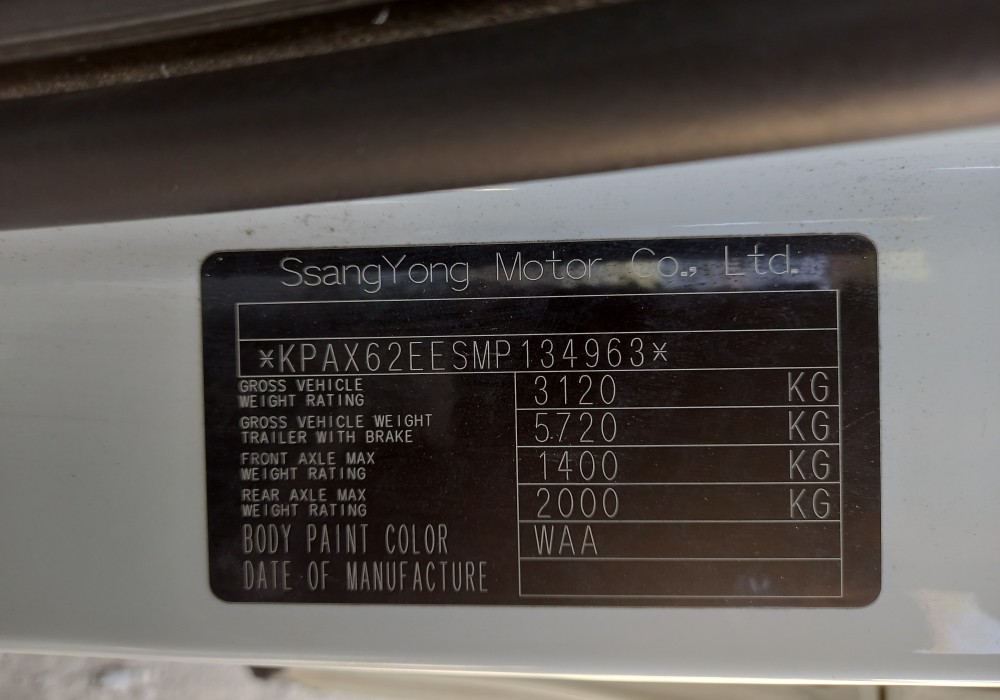 SsangYong Motor Co., Ltd.
*KPAX62EESMP134963*
GROSS VEHICLE
WEIGHT RATING 3120 KG
GROSS VEHICLE WEIGHT
TRAILER WITH BRAKE 5720 KG
FRONT AXLE MAX
WEIGHT RATING 1400 KG
REAR AXLE MAX
WEIGHT RATING 2000 KG
BODY PAINT COLOR WAA
DATE OF MANUFACTURE